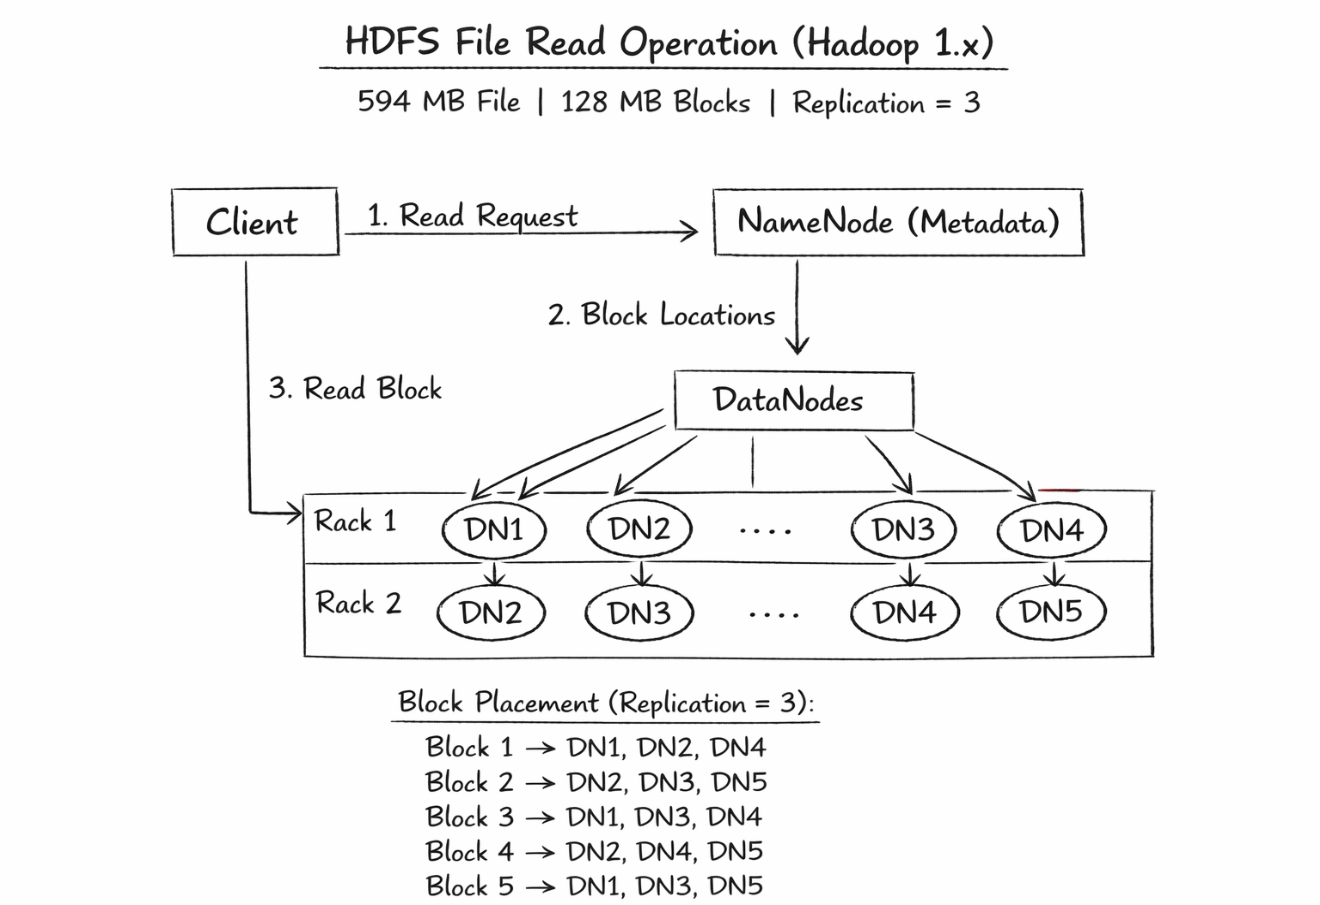 HDFS File Read Operation (Hadoop 1.x)
594 MB File | 128 MB Blocks | Replication = 3
Client
1. Read Request
NameNode (Metadata)
2. Block Locations
3. Read Block
DataNodes
Rack 1 DN1 DN2 .... DN3 DN4
Rack 2 DN2 DN3 .... DN4 DN5
Block Placement (Replication = 3):
Block 1 → DN1, DN2, DN4
Block 2 → DN2, DN3, DN5
Block 3 → DN1, DN3, DN4
Block 4 → DN2, DN4, DN5
Block 5 → DN1, DN3, DN5